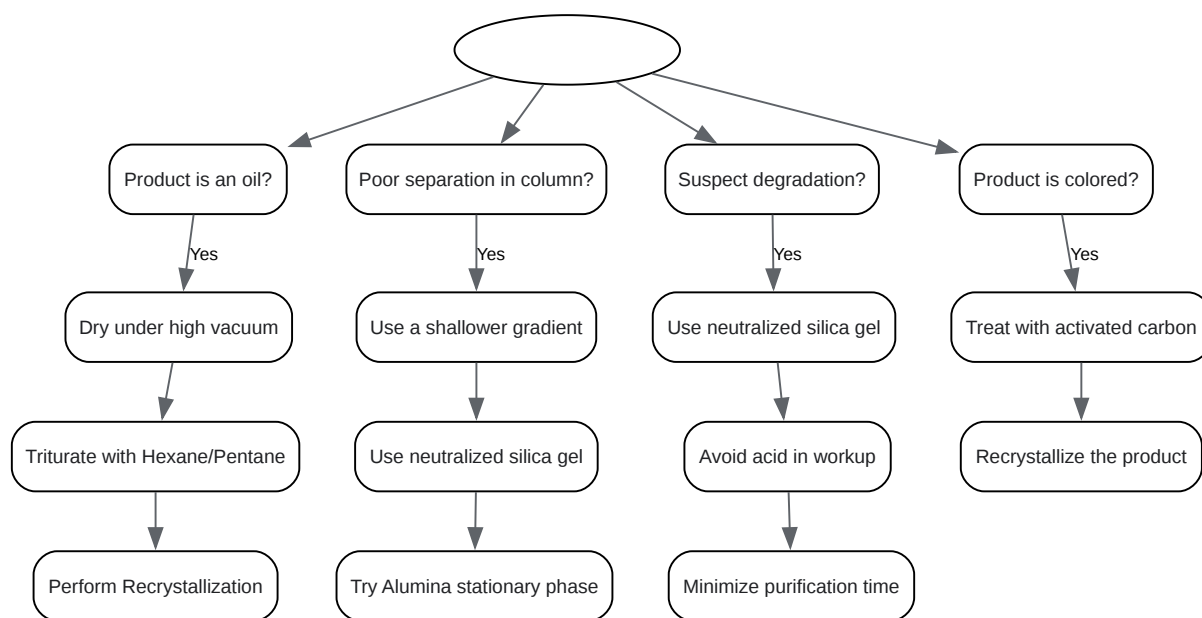 Product is an oil?
Poor separation in column?
Suspect degradation?
Product is colored?
Yes
Yes
Yes
Yes
Dry under high vacuum
Use a shallower gradient
Use neutralized silica gel
Treat with activated carbon
Triturate with Hexane/Pentane
Use neutralized silica gel
Avoid acid in workup
Recrystallize the product
Perform Recrystallization
Try Alumina stationary phase
Minimize purification time